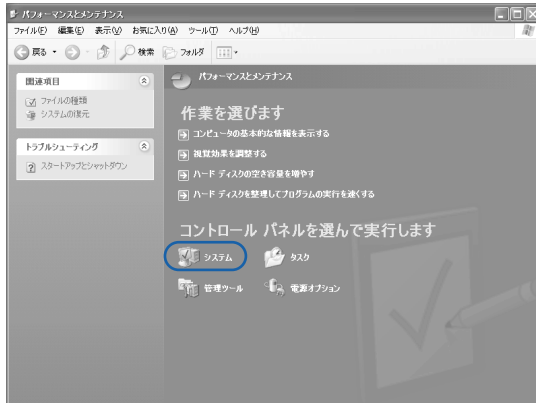 パフォーマンスとメンテナンス
ファイル(F) 編集(E) 表示(V) お気に入り(A) ツール(T) ヘルプ(H)
戻る 検索 フォルダ
関連項目
ファイルの種類
システムの復元
トラブルシューティング
スタートアップとシャットダウン
パフォーマンスとメンテナンス
作業を選びます
コンピュータの基本的な情報を表示する
視覚効果を調整する
ハード ディスクの空き容量を増やす
ハード ディスクを整理してプログラムの実行を速くする
コントロール パネルを選んで実行します
システム タスク
管理ツール 電源オプション